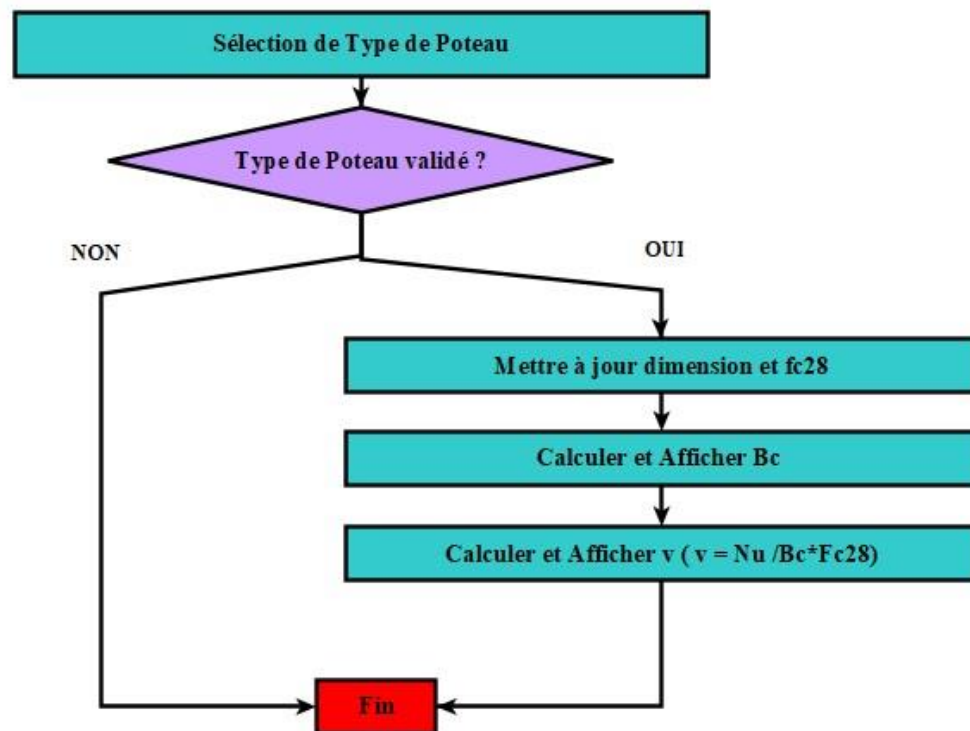 Sélection de Type de Poteau
Type de Poteau validé ?
NON
OUI
Mettre à jour dimension et fc28
Calculer et Afficher Bc
Calculer et Afficher v ( v = Nu /Bc*Fc28)
Fin